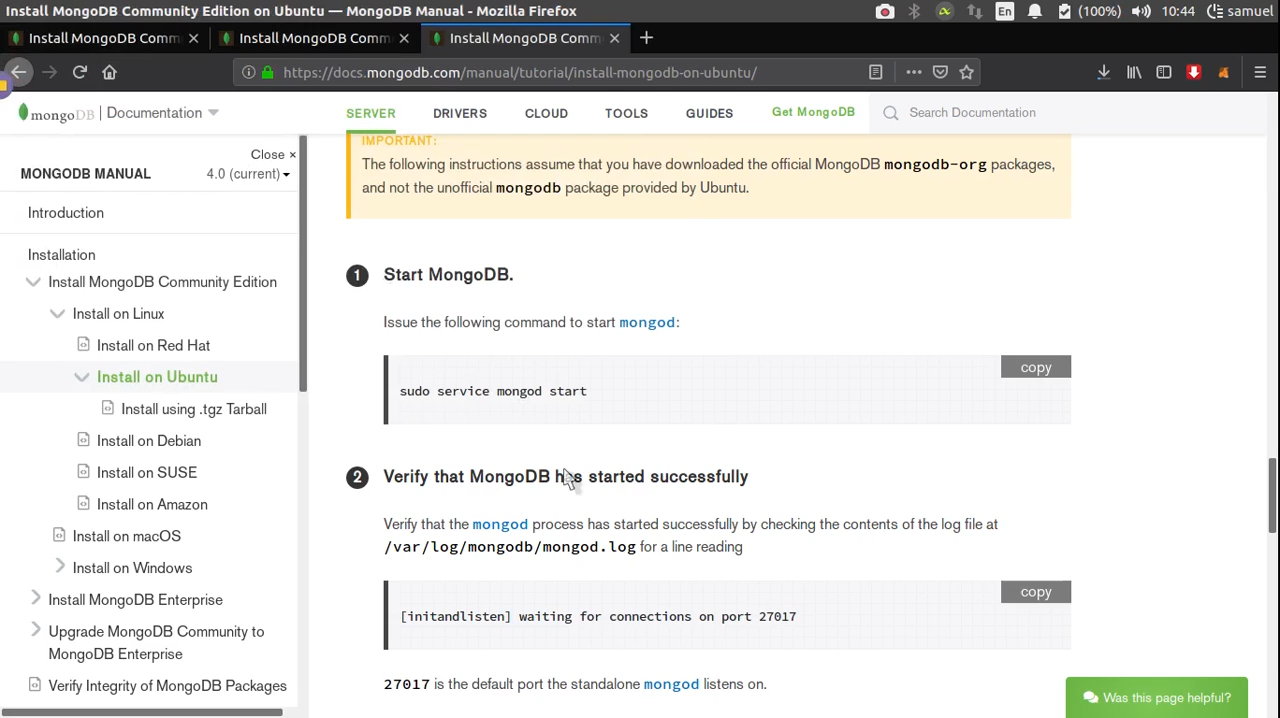 Install MongoDB Community Edition on Ubuntu — MongoDB Manual - Mozilla Firefox
En
(100%)
10:44
samuel
Install MongoDB Comm
Install MongoDB Comm
Install MongoDB Comm
https://docs.mongodb.com/manual/tutorial/install-mongodb-on-ubuntu/
mongoDB | Documentation
SERVER
DRIVERS
CLOUD
TOOLS
GUIDES
Get MongoDB
Search Documentation
Close ×
MONGODB MANUAL
4.0 (current)
Introduction
Installation
Install MongoDB Community Edition
Install on Linux
Install on Red Hat
Install on Ubuntu
Install using .tgz Tarball
Install on Debian
Install on SUSE
Install on Amazon
Install on macOS
Install on Windows
Install MongoDB Enterprise
Upgrade MongoDB Community to
MongoDB Enterprise
Verify Integrity of MongoDB Packages
IMPORTANT:
The following instructions assume that you have downloaded the official MongoDB mongodb-org packages,
and not the unofficial mongodb package provided by Ubuntu.
1 Start MongoDB.
Issue the following command to start mongod:
copy
sudo service mongod start
2 Verify that MongoDB has started successfully
Verify that the mongod process has started successfully by checking the contents of the log file at
/var/log/mongodb/mongod.log for a line reading
copy
[initandlisten] waiting for connections on port 27017
27017 is the default port the standalone mongod listens on.
Was this page helpful?